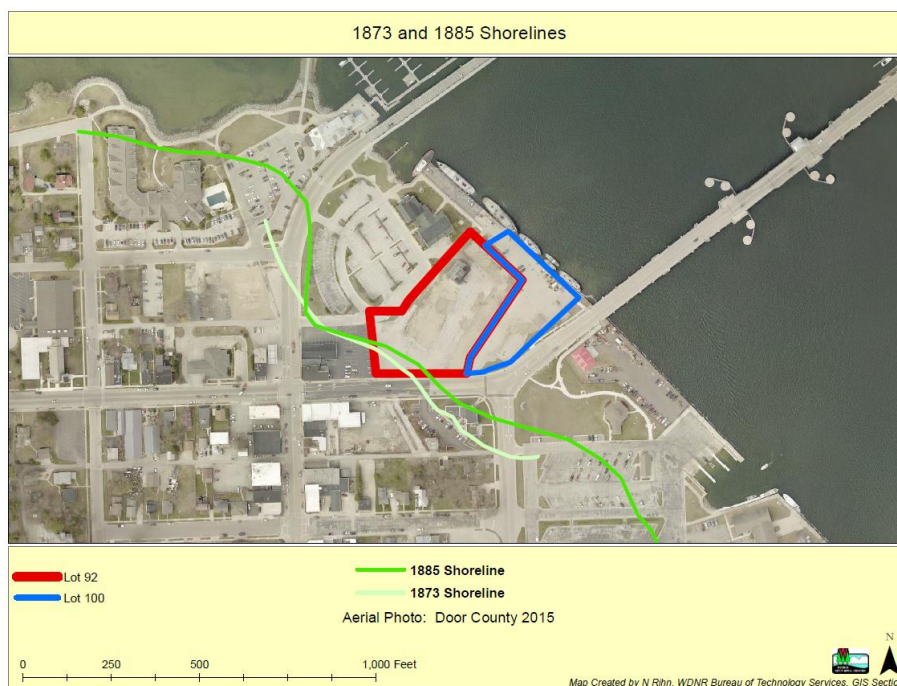 1873 and 1885 Shorelines
Lot 92
Lot 100
1885 Shoreline
1873 Shoreline
Aerial Photo: Door County 2015
0 250 500 1,000 Feet
N
Map Created by N Rihn, WDNR Bureau of Technology Services, GIS Sectio